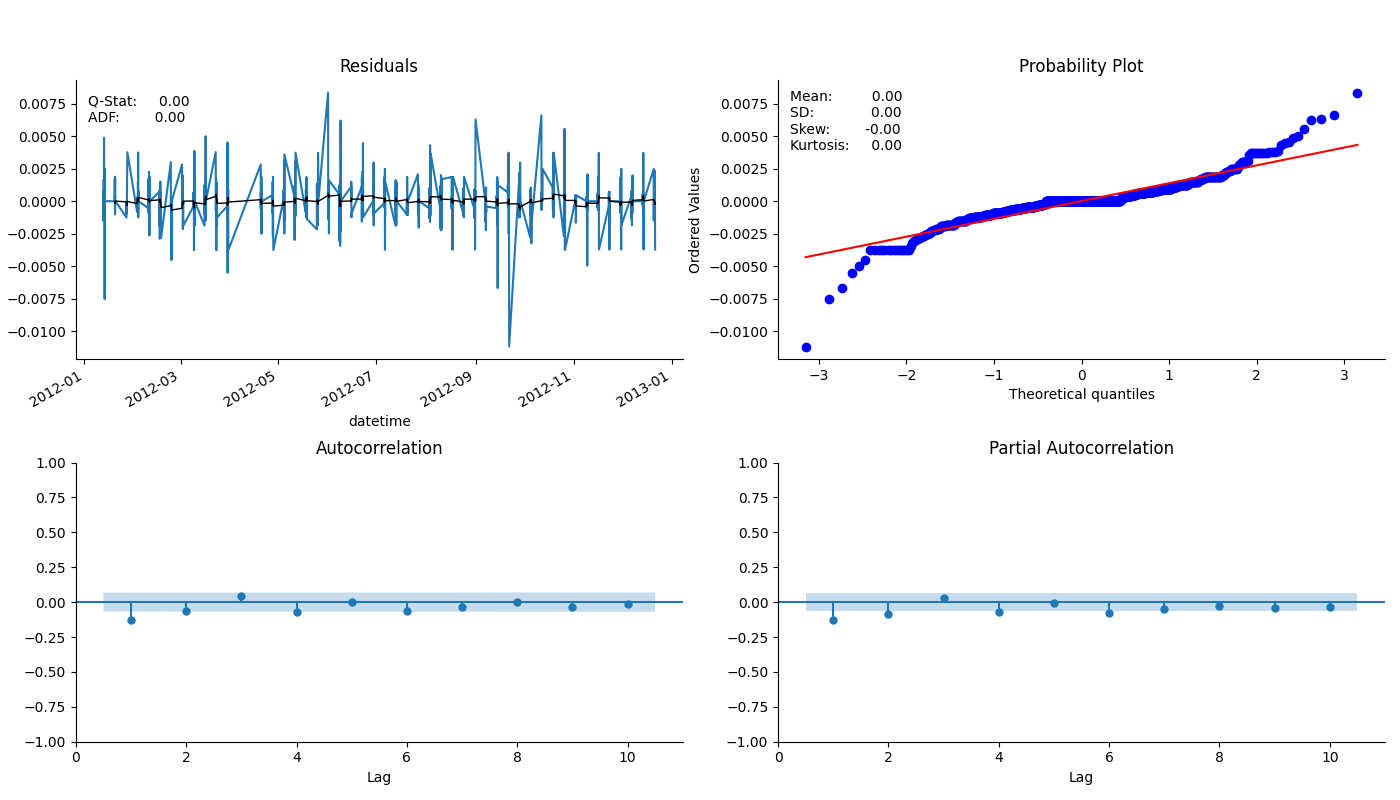 Residuals
Q-Stat: 0.00
ADF: 0.00
0.0075
0.0050
0.0025
0.0000
−0.0025
−0.0050
−0.0075
−0.0100
2012-01
2012-03
2012-05
2012-07
2012-09
2012-11
2013-01
datetime
Probability Plot
Mean: 0.00
SD: 0.00
Skew: -0.00
Kurtosis: 0.00
Ordered Values
0.0075
0.0050
0.0025
0.0000
−0.0025
−0.0050
−0.0075
−0.0100
−3 −2 −1 0 1 2 3
Theoretical quantiles
Autocorrelation
1.00
0.75
0.50
0.25
0.00
−0.25
−0.50
−0.75
−1.00
0 2 4 6 8 10
Lag
Partial Autocorrelation
1.00
0.75
0.50
0.25
0.00
−0.25
−0.50
−0.75
−1.00
0 2 4 6 8 10
Lag